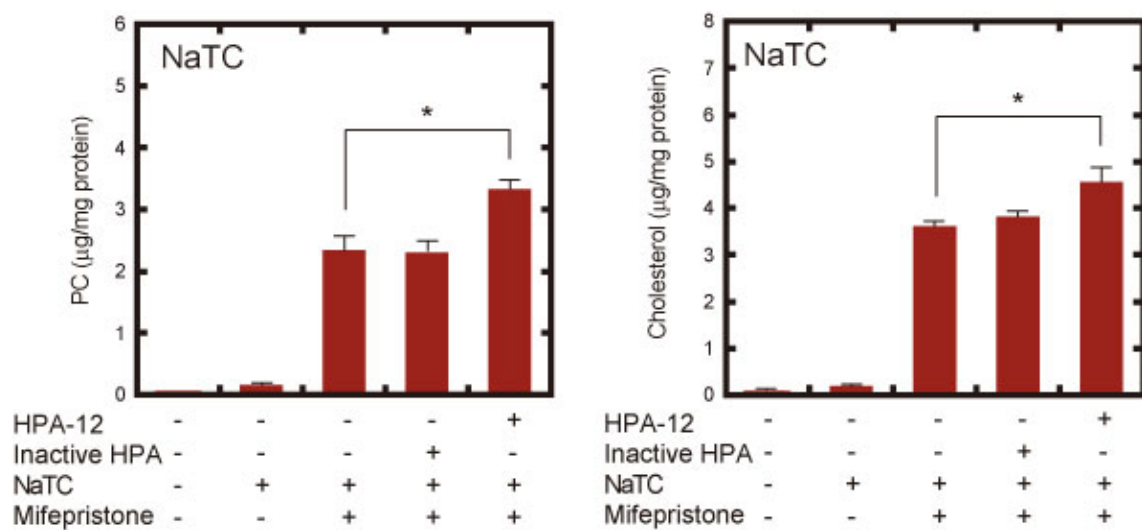 NaTC
PC (μg/mg protein)
6
5
4
3
2
1
0
*
HPA-12 - - - - +
Inactive HPA - - - + -
NaTC - + + + +
Mifepristone - - + + +
NaTC
Cholesterol (μg/mg protein)
8
7
6
5
4
3
2
1
0
*
HPA-12 - - - - +
Inactive HPA - - - + -
NaTC - + + + +
Mifepristone - - + + +